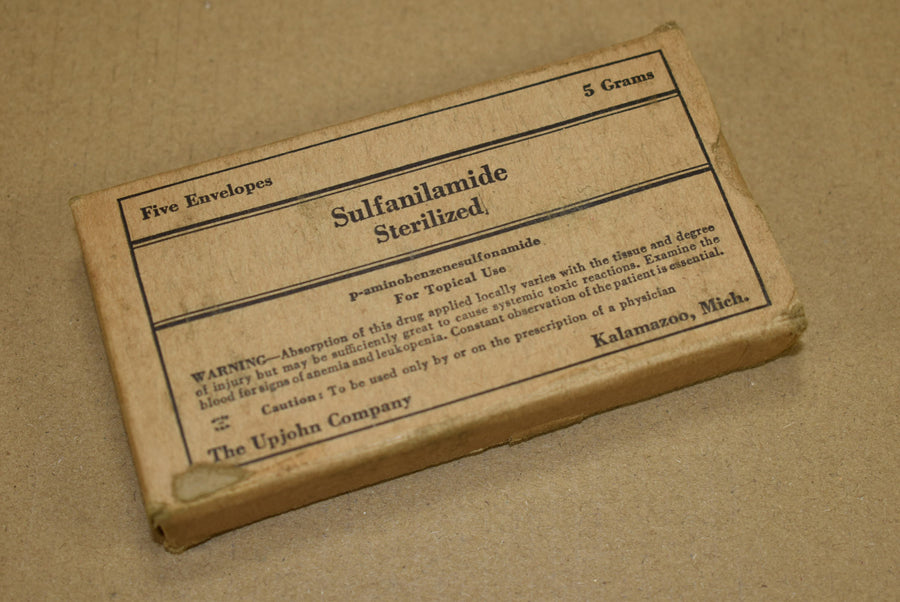 Five Envelopes 5 Grams
Sulfanilamide
Sterilized
p-aminobenzenesulfonamide
For Topical Use
WARNING—Absorption of this drug applied locally varies with the tissue and degree
of injury but may be sufficiently great to cause systemic toxic reactions. Examine the
blood for signs of anemia and leukopenia. Constant observation of the patient is essential.
Caution: To be used only by or on the prescription of a physician
The Upjohn Company Kalamazoo, Mich.